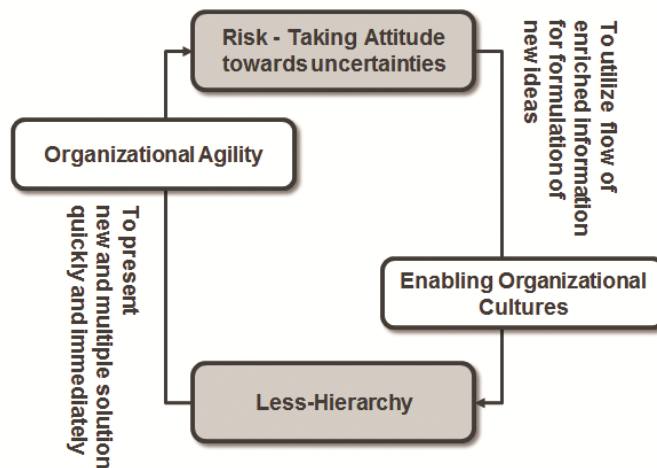 Risk - Taking Attitude
towards uncertainties
To utilize flow of
enriched information
for formulation of
new ideas
Organizational Agility
To present
new and multiple solution
quickly and immediately
Enabling Organizational
Cultures
Less-Hierarchy